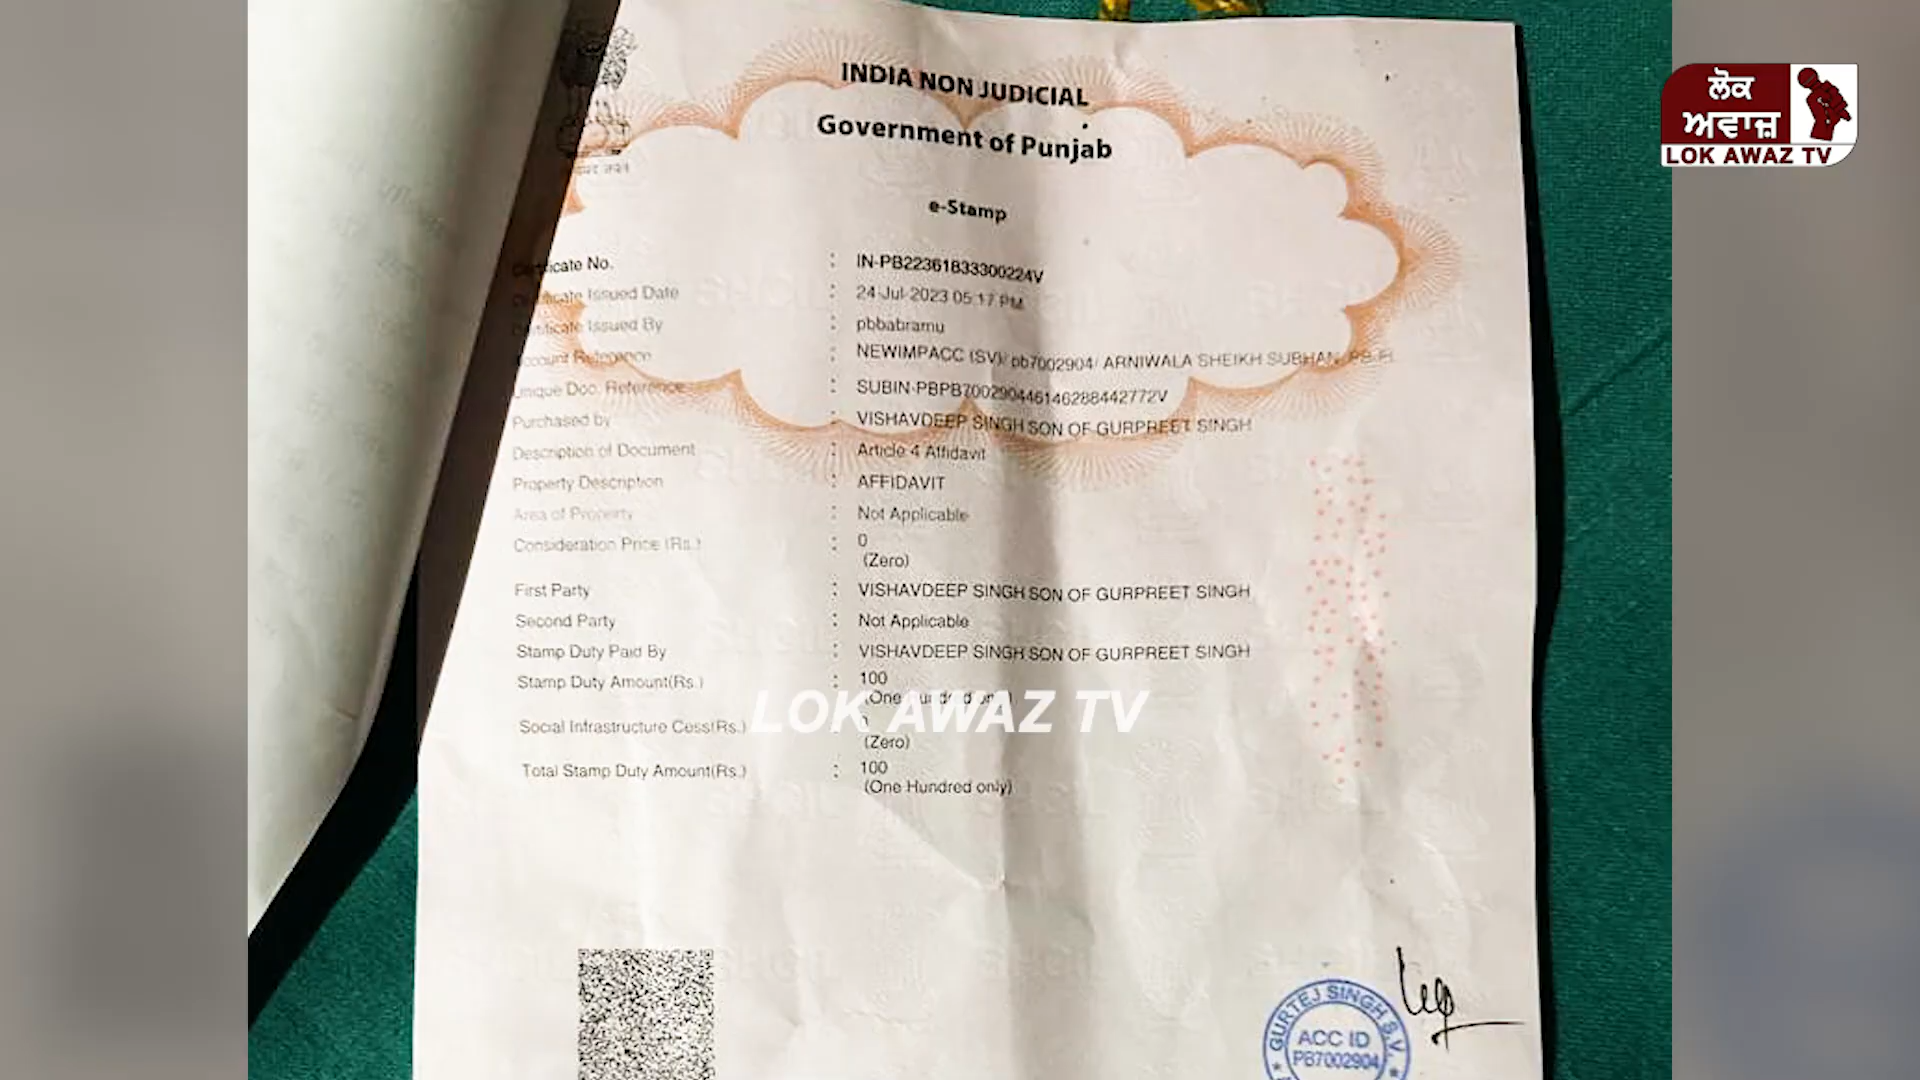 INDIA NON JUDICIAL
Government of Punjab
e-Stamp
Certificate No. : IN-PB22361833300224V
Certificate Issued Date : 24-Jul-2023 05:17 PM
Certificate Issued By : pbbabramu
Account Reference : NEWIMPACC (SV)/ pb7002904/ ARNIWALA SHEIKH SUBHAN/
Unique Doc. Reference : SUBIN-PBPB700290446146288442772V
Purchased by : VISHAVDEEP SINGH SON OF GURPREET SINGH
Description of Document : Article 4 Affidavit
Property Description : AFFIDAVIT
Area of Property : Not Applicable
Consideration Price (Rs.) : 0
(Zero)
First Party : VISHAVDEEP SINGH SON OF GURPREET SINGH
Second Party : Not Applicable
Stamp Duty Paid By : VISHAVDEEP SINGH SON OF GURPREET SINGH
Stamp Duty Amount(Rs.) : 100
(One Hundred only)
Social Infrastructure Cess(Rs.) : 0
(Zero)
Total Stamp Duty Amount(Rs.) : 100
(One Hundred only)
LOK AWAZ TV
GURTEJ SINGH S.V.
ACC ID
PB7002904
ਲੋਕ
ਅਵਾਜ਼
LOK AWAZ TV